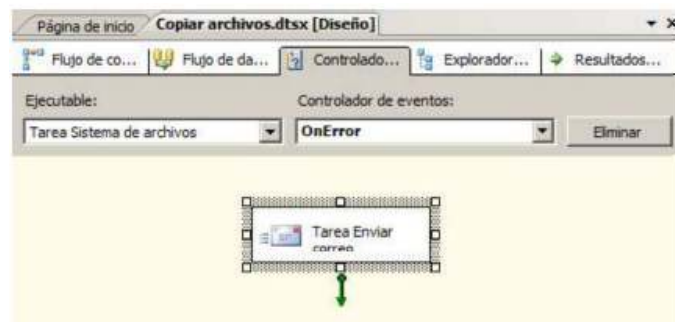 Página de inicio Copiar archivos.dtsx [Diseño]
Flujo de co... Flujo de da... Controlado... Explorador... Resultados...
Ejecutable: Controlador de eventos:
Tarea Sistema de archivos OnError Eliminar
Tarea Enviar
correo